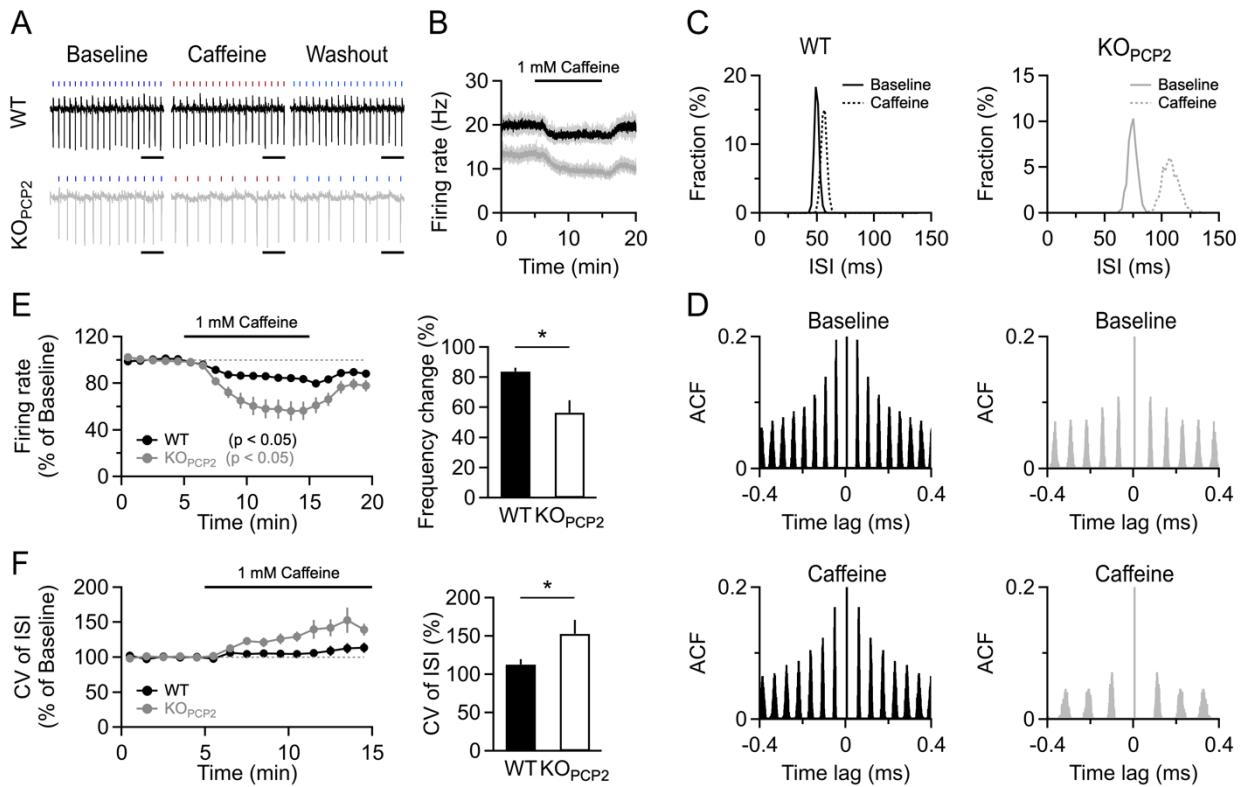 A
Baseline
Caffeine
Washout
WT
KOPCP2
B
1 mM Caffeine
Firing rate (Hz)
30
20
10
0
0
10
20
Time (min)
C
WT
Baseline
Caffeine
Fraction (%)
20
15
10
5
0
0
50
100
150
ISI (ms)
KOPCP2
Baseline
Caffeine
Fraction (%)
15
10
5
0
0
50
100
150
ISI (ms)
D
Baseline
ACF
0.2
0
-0.4
0
0.4
Time lag (ms)
Baseline
ACF
0.2
0
-0.4
0
0.4
Time lag (ms)
Caffeine
ACF
0.2
0
-0.4
0
0.4
Time lag (ms)
Caffeine
ACF
0.2
0
-0.4
0
0.4
Time lag (ms)
E
1 mM Caffeine
Firing rate
(% of Baseline)
120
80
40
0
WT (p < 0.05)
KOPCP2 (p < 0.05)
0
5
10
15
20
Time (min)
Frequency change (%)
100
80
60
40
20
0
*
WT
KOPCP2
F
1 mM Caffeine
CV of ISI
(% of Baseline)
200
150
100
50
0
WT
KOPCP2
0
5
10
15
Time (min)
CV of ISI (%)
200
150
100
50
0
*
WT
KOPCP2